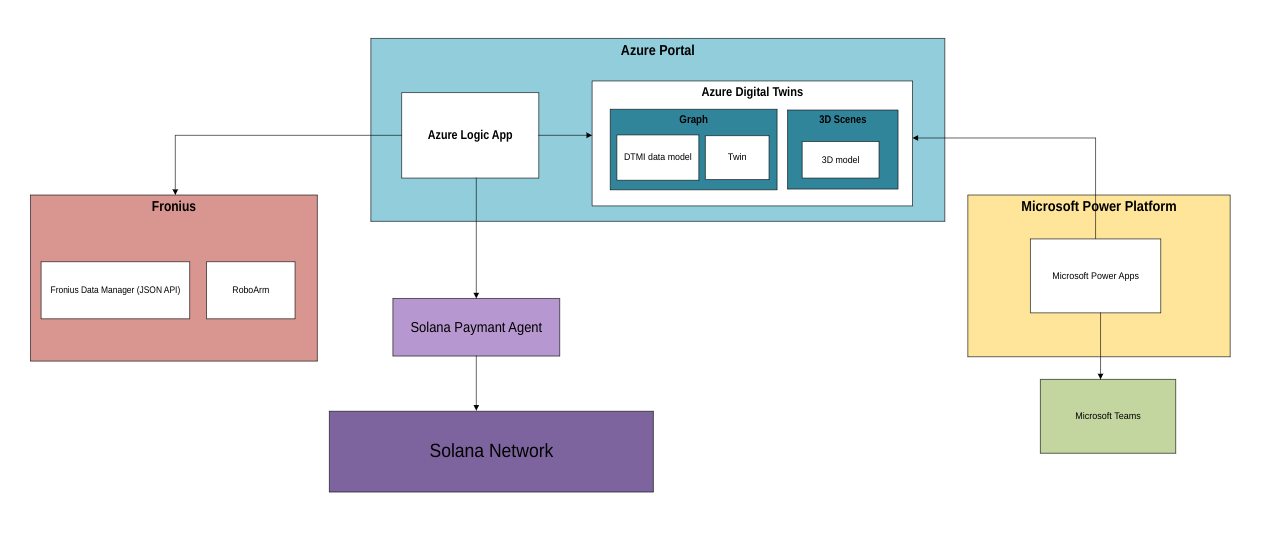 Azure Portal
Azure Digital Twins
Azure Logic App
Graph
3D Scenes
DTMI data model
Twin
3D model
Fronius
Fronius Data Manager (JSON API)
RoboArm
Microsoft Power Platform
Microsoft Power Apps
Solana Paymant Agent
Microsoft Teams
Solana Network